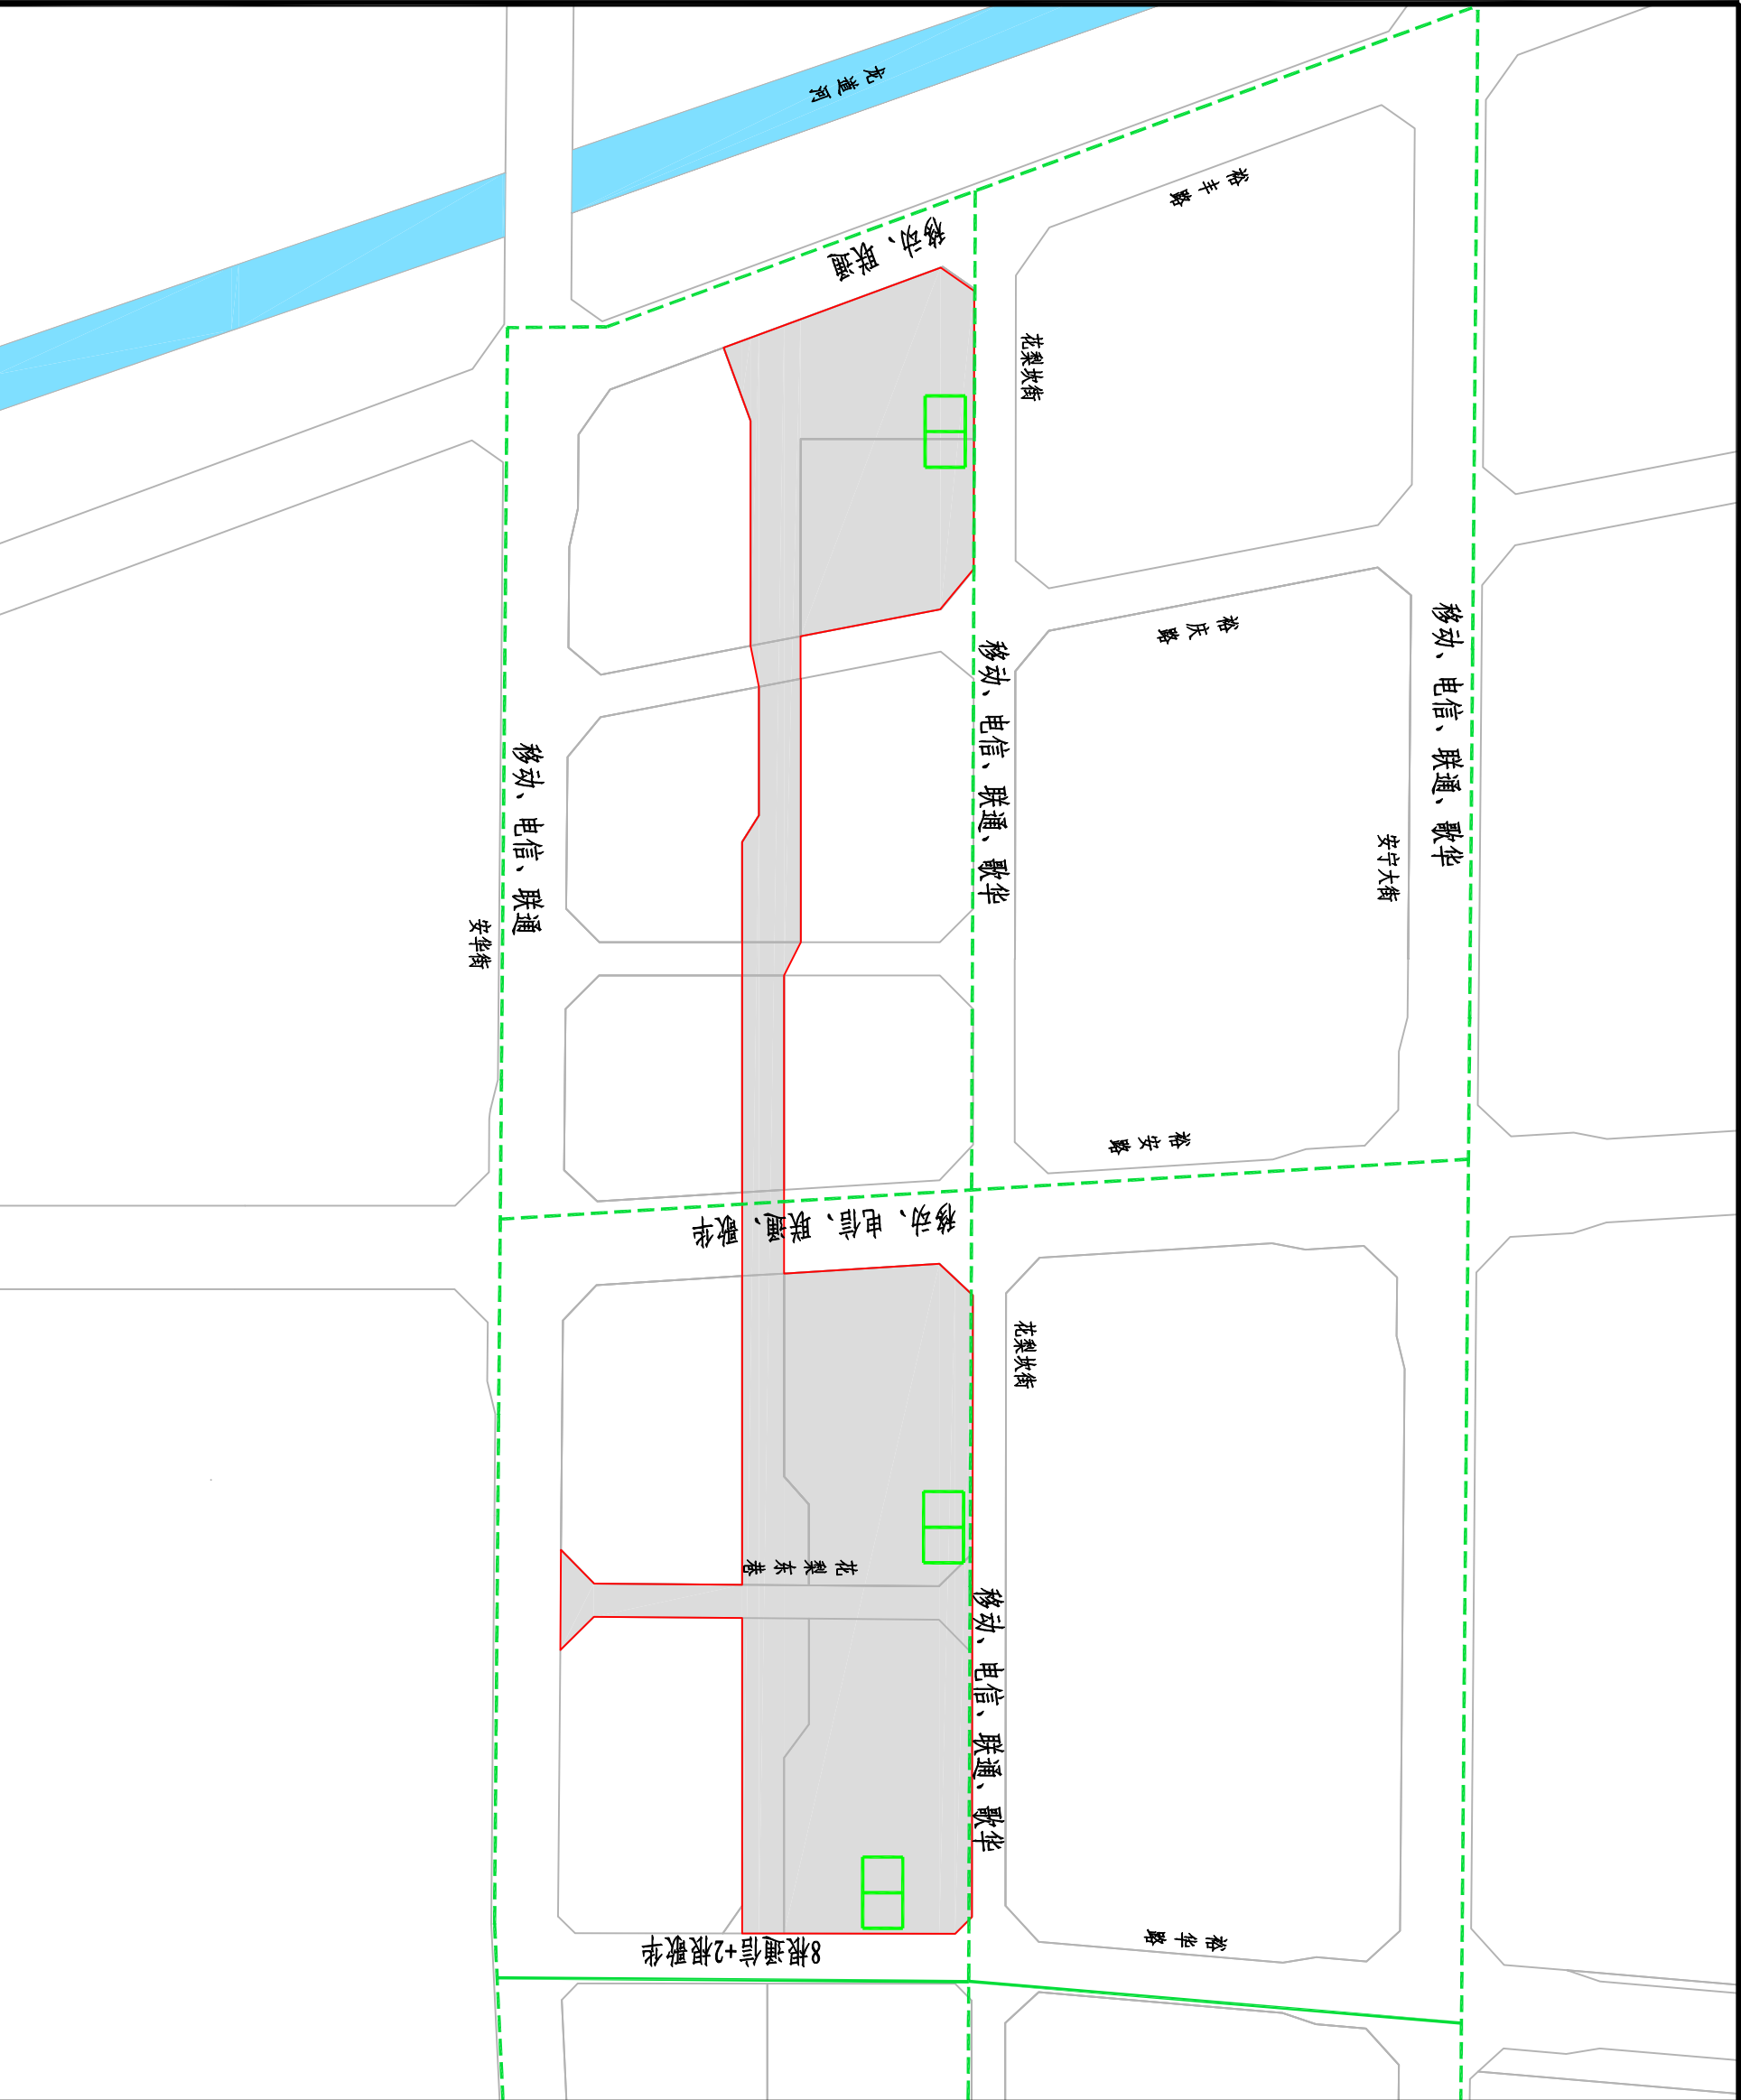 龙道河
裕丰路
移动、联通
花梨坎街
裕庆路
移动、电信、联通、歌华
移动、电信、联通、歌华
移动、电信、联通
安宁大街
安华街
裕安路
移动、电信、联通、歌华
花梨坎街
花梨东巷
移动、电信、联通、歌华
裕华路
8根通信+2根歌华